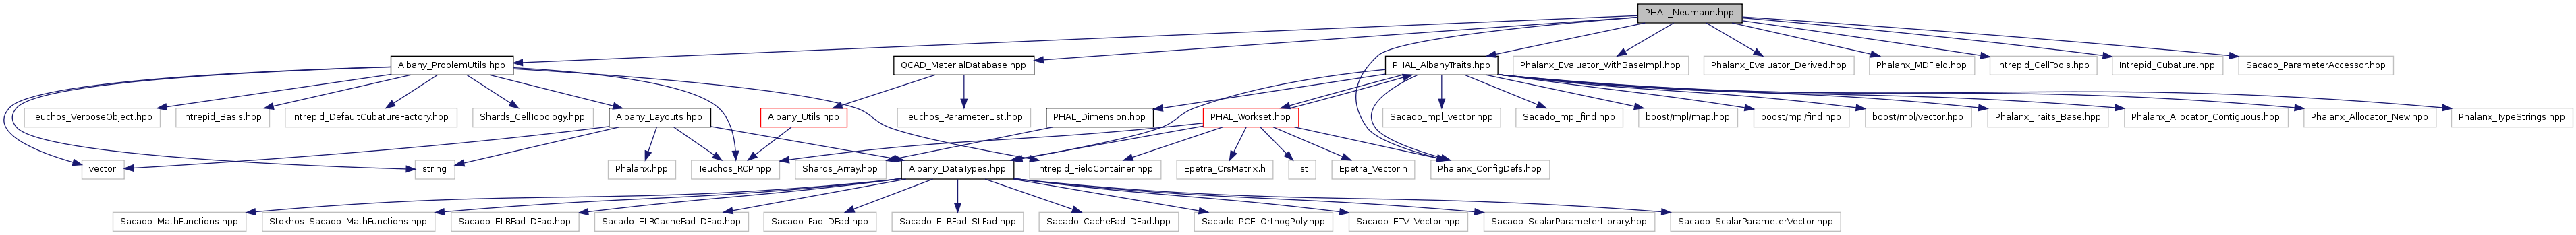 PHAL_Neumann.hpp
Albany_ProblemUtils.hpp
QCAD_MaterialDatabase.hpp
PHAL_AlbanyTraits.hpp
Phalanx_Evaluator_WithBaseImpl.hpp
Phalanx_Evaluator_Derived.hpp
Phalanx_MDField.hpp
Intrepid_CellTools.hpp
Intrepid_Cubature.hpp
Sacado_ParameterAccessor.hpp
Teuchos_VerboseObject.hpp
Intrepid_Basis.hpp
Intrepid_DefaultCubatureFactory.hpp
Shards_CellTopology.hpp
Albany_Layouts.hpp
Albany_Utils.hpp
Teuchos_ParameterList.hpp
PHAL_Dimension.hpp
PHAL_Workset.hpp
Sacado_mpl_vector.hpp
Sacado_mpl_find.hpp
boost/mpl/map.hpp
boost/mpl/find.hpp
boost/mpl/vector.hpp
Phalanx_Traits_Base.hpp
Phalanx_Allocator_Contiguous.hpp
Phalanx_Allocator_New.hpp
Phalanx_TypeStrings.hpp
vector
string
Phalanx.hpp
Teuchos_RCP.hpp
Shards_Array.hpp
Albany_DataTypes.hpp
Intrepid_FieldContainer.hpp
Epetra_CrsMatrix.h
list
Epetra_Vector.h
Phalanx_ConfigDefs.hpp
Sacado_MathFunctions.hpp
Stokhos_Sacado_MathFunctions.hpp
Sacado_ELRFad_DFad.hpp
Sacado_ELRCacheFad_DFad.hpp
Sacado_Fad_DFad.hpp
Sacado_ELRFad_SLFad.hpp
Sacado_CacheFad_DFad.hpp
Sacado_PCE_OrthogPoly.hpp
Sacado_ETV_Vector.hpp
Sacado_ScalarParameterLibrary.hpp
Sacado_ScalarParameterVector.hpp